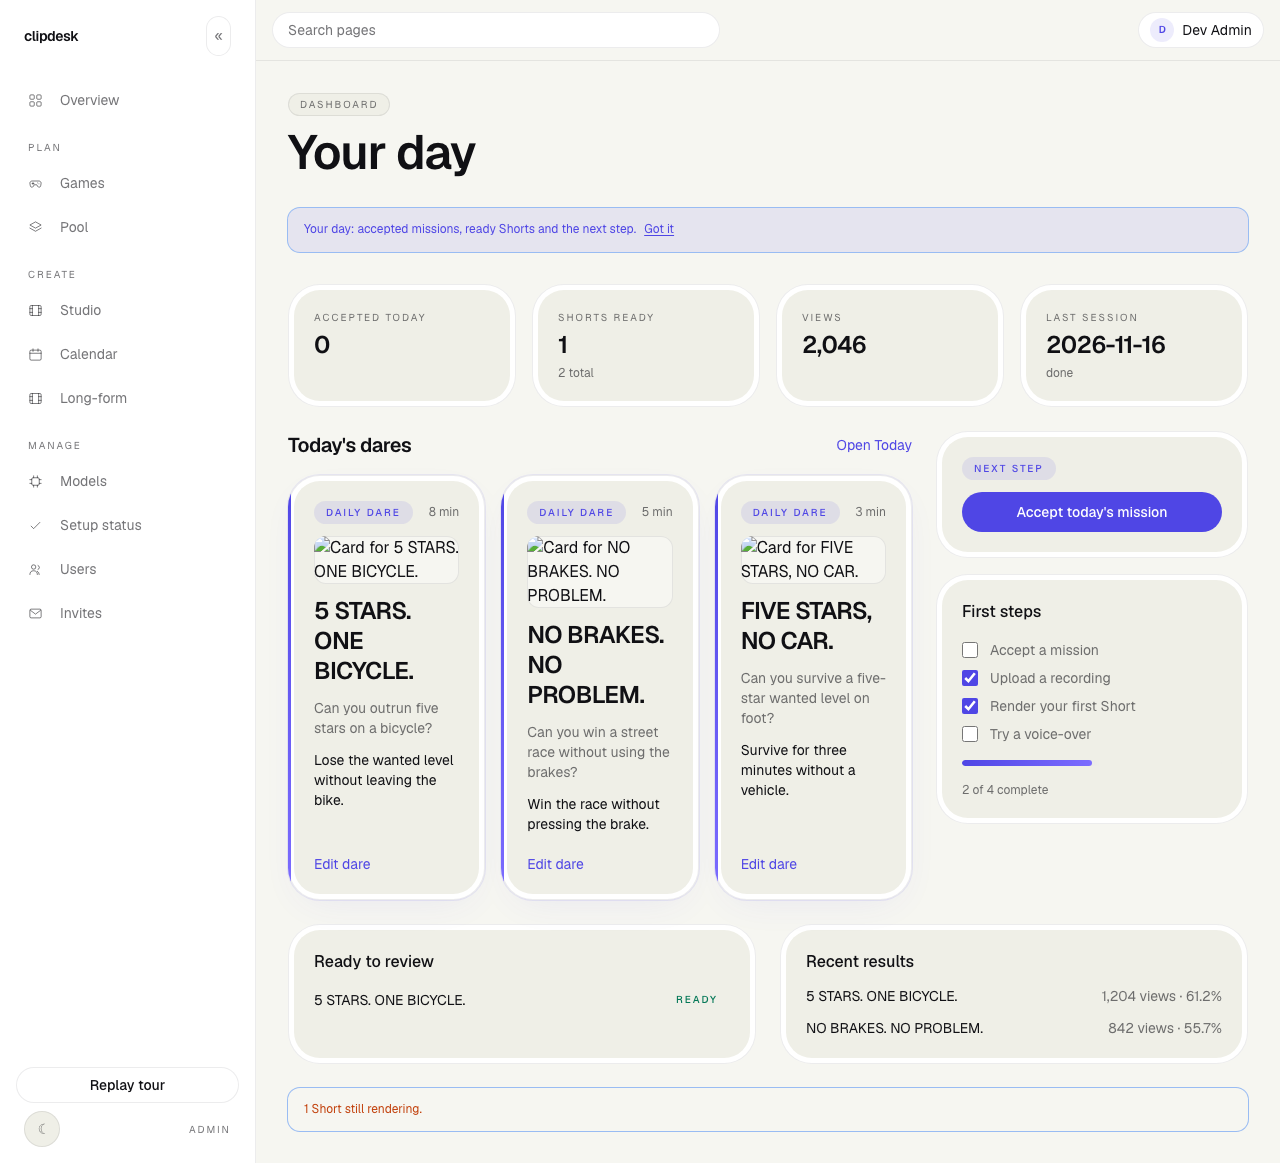 clipdesk
«
Search pages
D
Dev Admin
Overview
PLAN
Games
Pool
CREATE
Studio
Calendar
Long-form
MANAGE
Models
Setup status
Users
Invites
Replay tour
ADMIN
DASHBOARD
Your day
Your day: accepted missions, ready Shorts and the next step. Got it
ACCEPTED TODAY
0
SHORTS READY
1
2 total
VIEWS
2,046
LAST SESSION
2026-11-16
done
Today's dares
Open Today
DAILY DARE 8 min
Card for 5 STARS.
ONE BICYCLE.
5 STARS.
ONE
BICYCLE.
Can you outrun five
stars on a bicycle?
Lose the wanted level
without leaving the
bike.
Edit dare
DAILY DARE 5 min
Card for NO
BRAKES. NO
PROBLEM.
NO BRAKES.
NO
PROBLEM.
Can you win a street
race without using the
brakes?
Win the race without
pressing the brake.
Edit dare
DAILY DARE 3 min
Card for FIVE
STARS, NO CAR.
FIVE STARS,
NO CAR.
Can you survive a five-
star wanted level on
foot?
Survive for three
minutes without a
vehicle.
Edit dare
NEXT STEP
Accept today's mission
First steps
Accept a mission
Upload a recording
Render your first Short
Try a voice-over
2 of 4 complete
Ready to review
5 STARS. ONE BICYCLE. READY
Recent results
5 STARS. ONE BICYCLE. 1,204 views · 61.2%
NO BRAKES. NO PROBLEM. 842 views · 55.7%
1 Short still rendering.